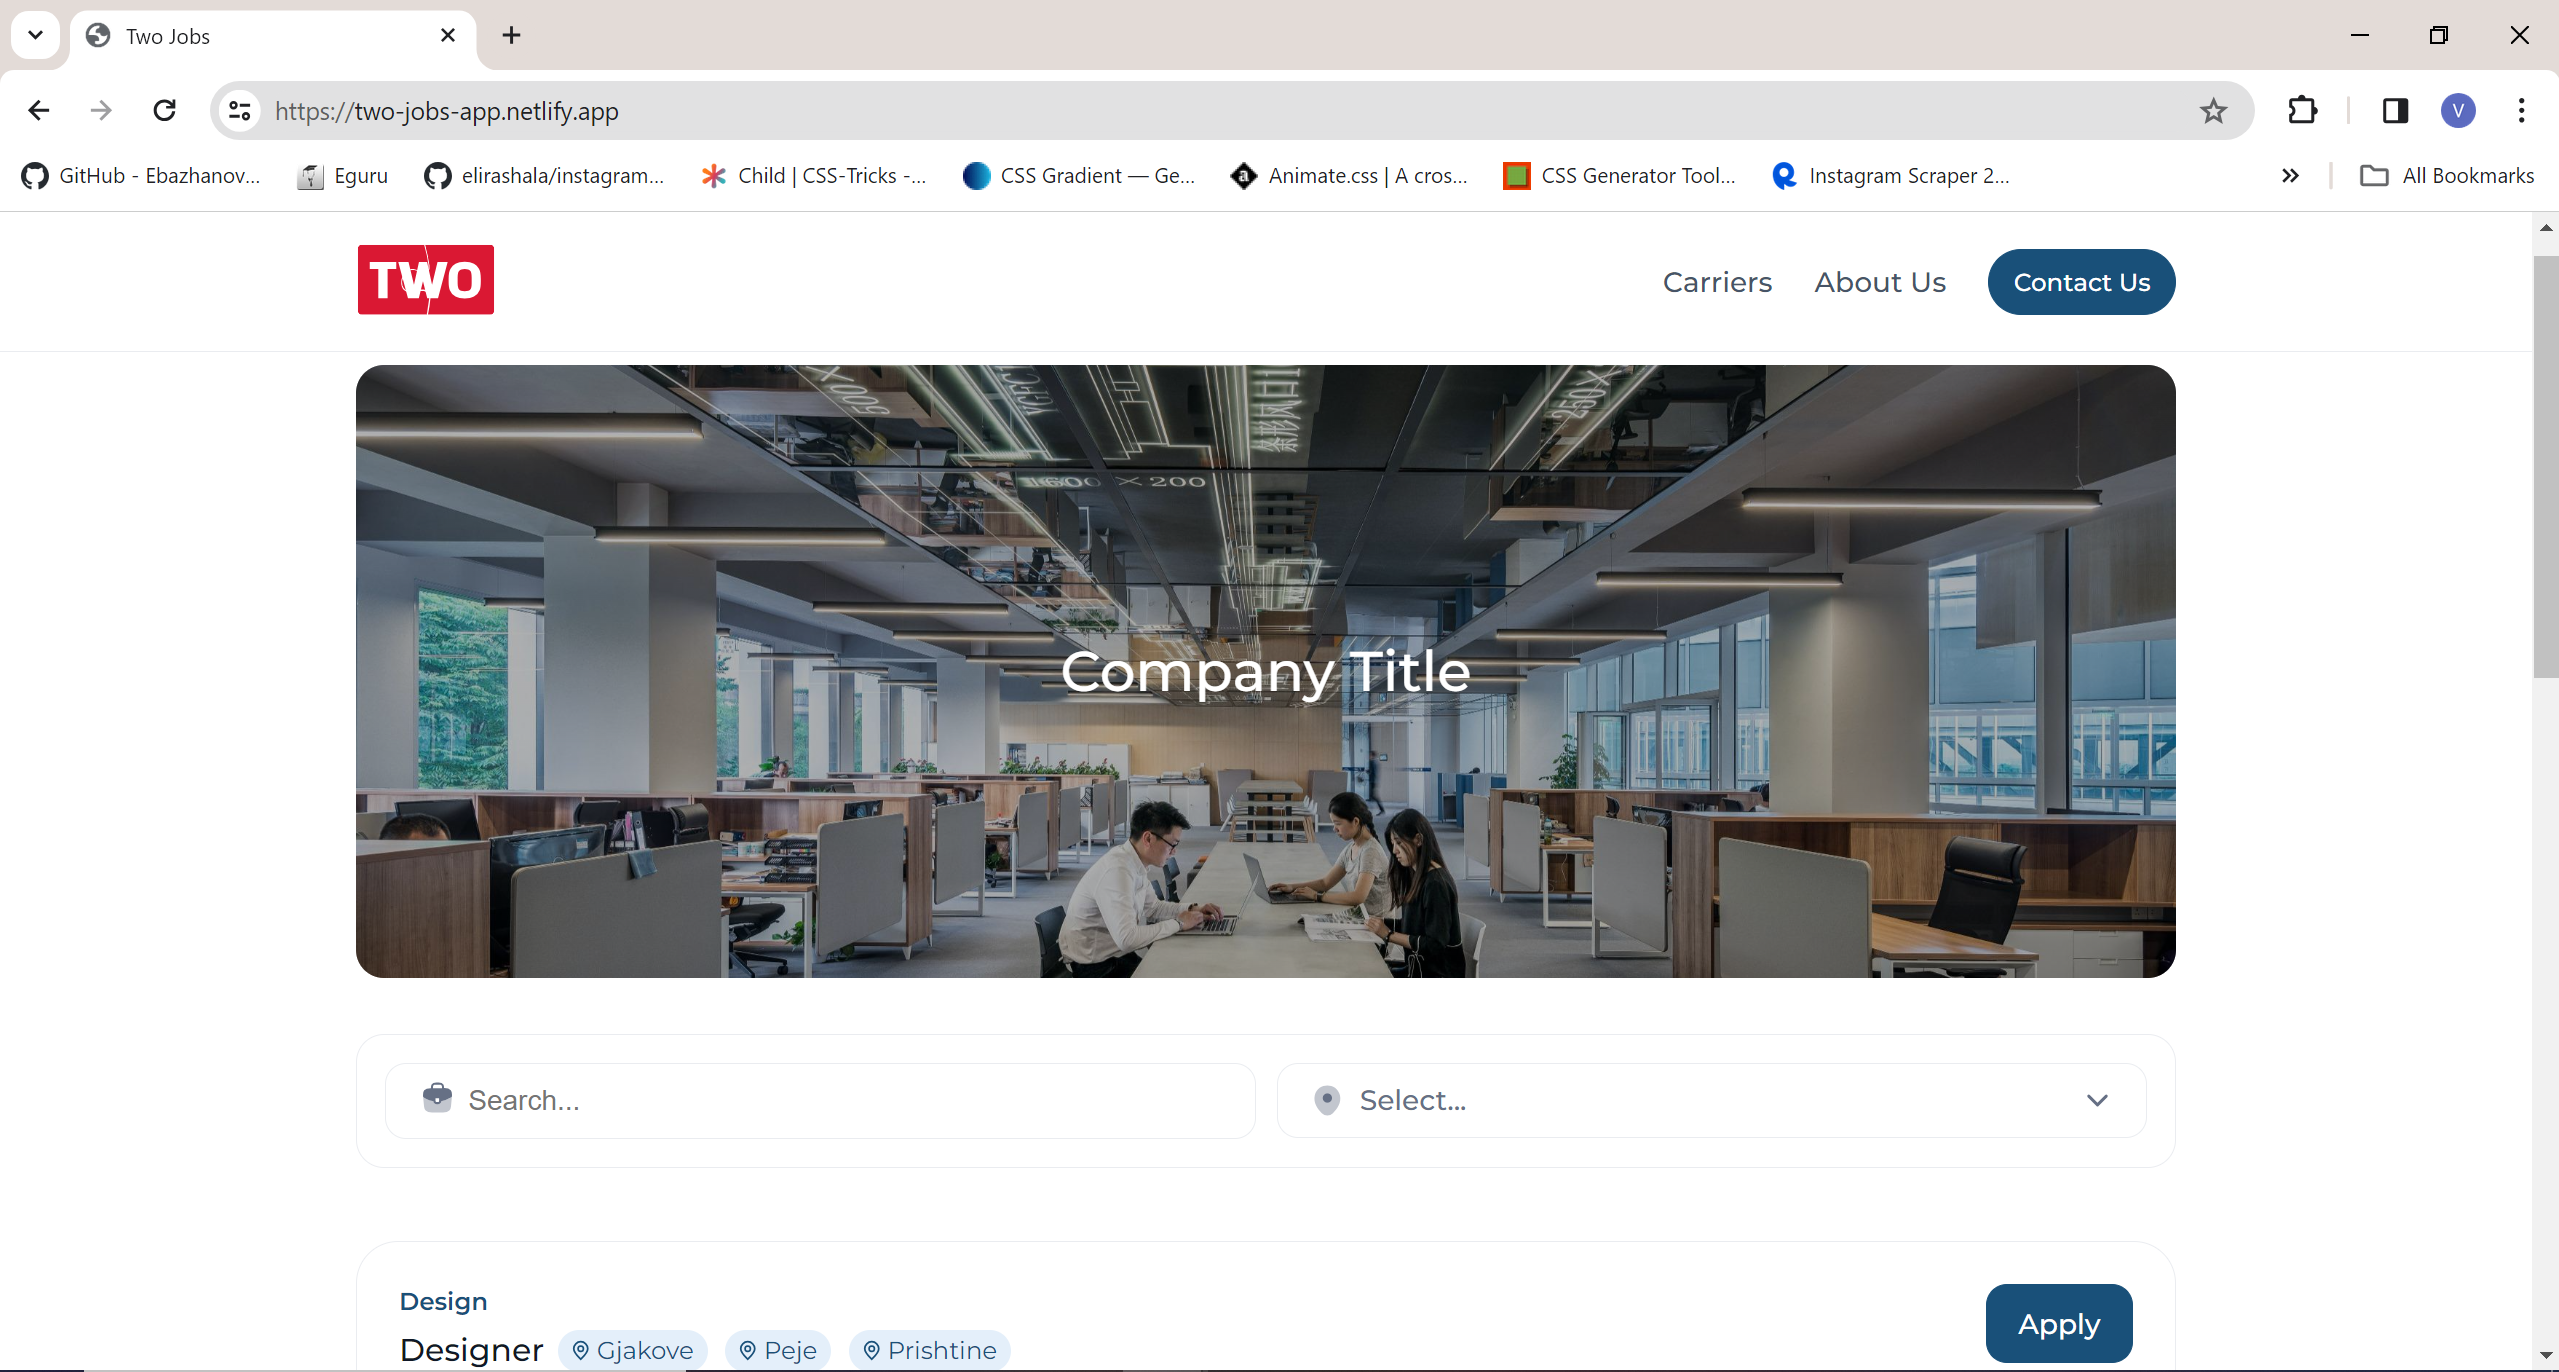 Two Jobs
https://two-jobs-app.netlify.app
V
GitHub - Ebazhanov...
Eguru
elirashala/instagram...
Child | CSS-Tricks -...
CSS Gradient — Ge...
Animate.css | A cros...
CSS Generator Tool...
Instagram Scraper 2...
All Bookmarks
TWO
Carriers
About Us
Contact Us
1600 × 200
Company Title
Search...
Select...
Design
Apply
Designer
Gjakove
Peje
Prishtine